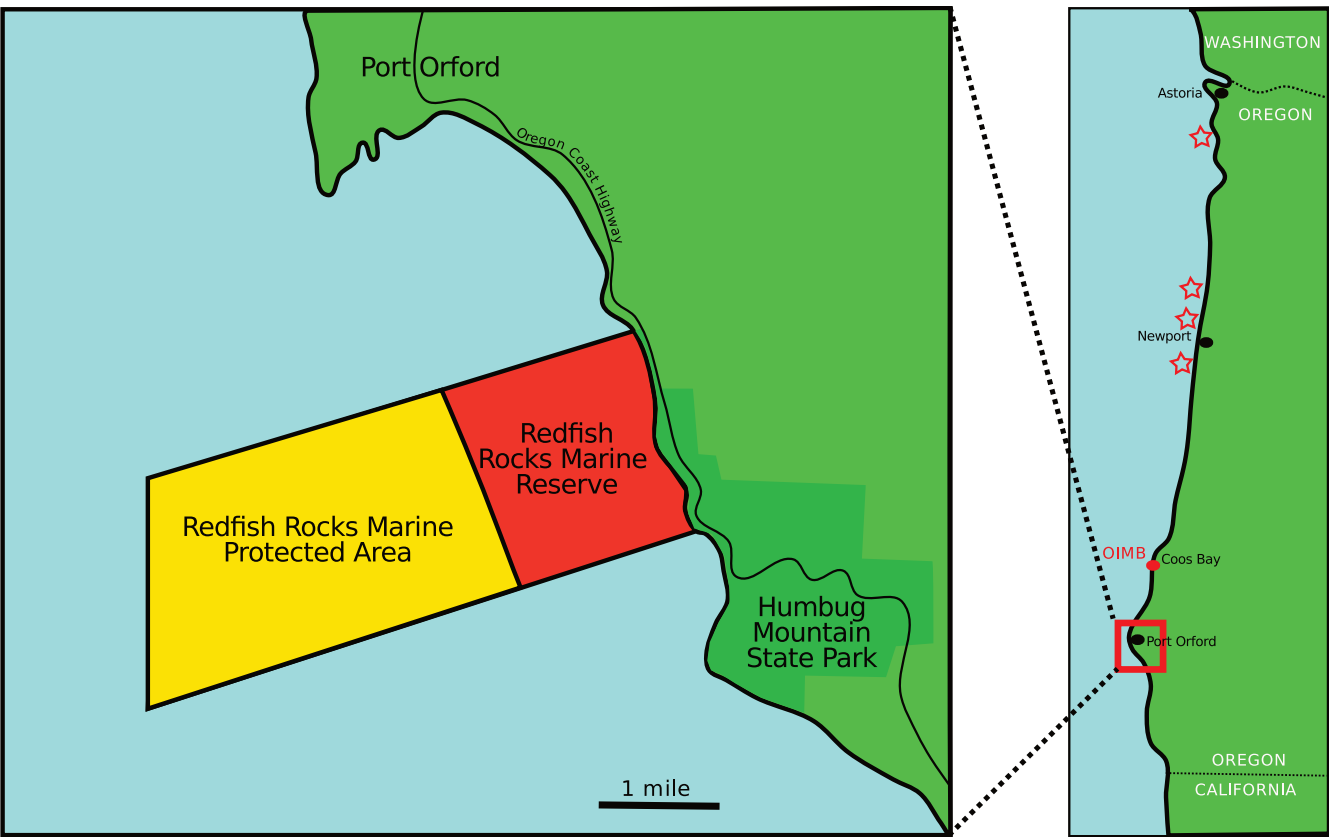 Port Orford
Oregon Coast Highway
Redfish
Rocks Marine
Reserve
Redfish Rocks Marine
Protected Area
Humbug
Mountain
State Park
1 mile
WASHINGTON
Astoria
OREGON
Newport
OIMB
Coos Bay
Port Orford
OREGON
CALIFORNIA